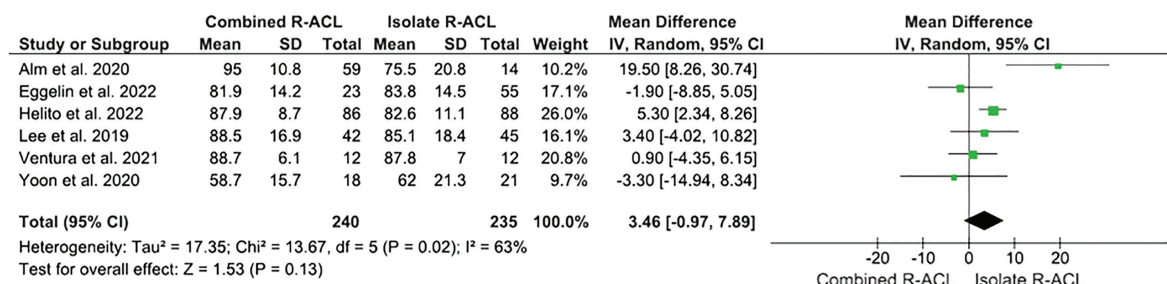 Combined R-ACL Isolate R-ACL Mean Difference Mean Difference
Study or Subgroup Mean SD Total Mean SD Total Weight IV, Random, 95% CI IV, Random, 95% CI
Alm et al. 2020 95 10.8 59 75.5 20.8 14 10.2% 19.50 [8.26, 30.74]
Eggelin et al. 2022 81.9 14.2 23 83.8 14.5 55 17.1% -1.90 [-8.85, 5.05]
Helito et al. 2022 87.9 8.7 86 82.6 11.1 88 26.0% 5.30 [2.34, 8.26]
Lee et al. 2019 88.5 16.9 42 85.1 18.4 45 16.1% 3.40 [-4.02, 10.82]
Ventura et al. 2021 88.7 6.1 12 87.8 7 12 20.8% 0.90 [-4.35, 6.15]
Yoon et al. 2020 58.7 15.7 18 62 21.3 21 9.7% -3.30 [-14.94, 8.34]
Total (95% CI) 240 235 100.0% 3.46 [-0.97, 7.89]
Heterogeneity: Tau² = 17.35; Chi² = 13.67, df = 5 (P = 0.02); I² = 63%
Test for overall effect: Z = 1.53 (P = 0.13)
-20 -10 0 10 20
Combined R-ACL Isolate R-ACL